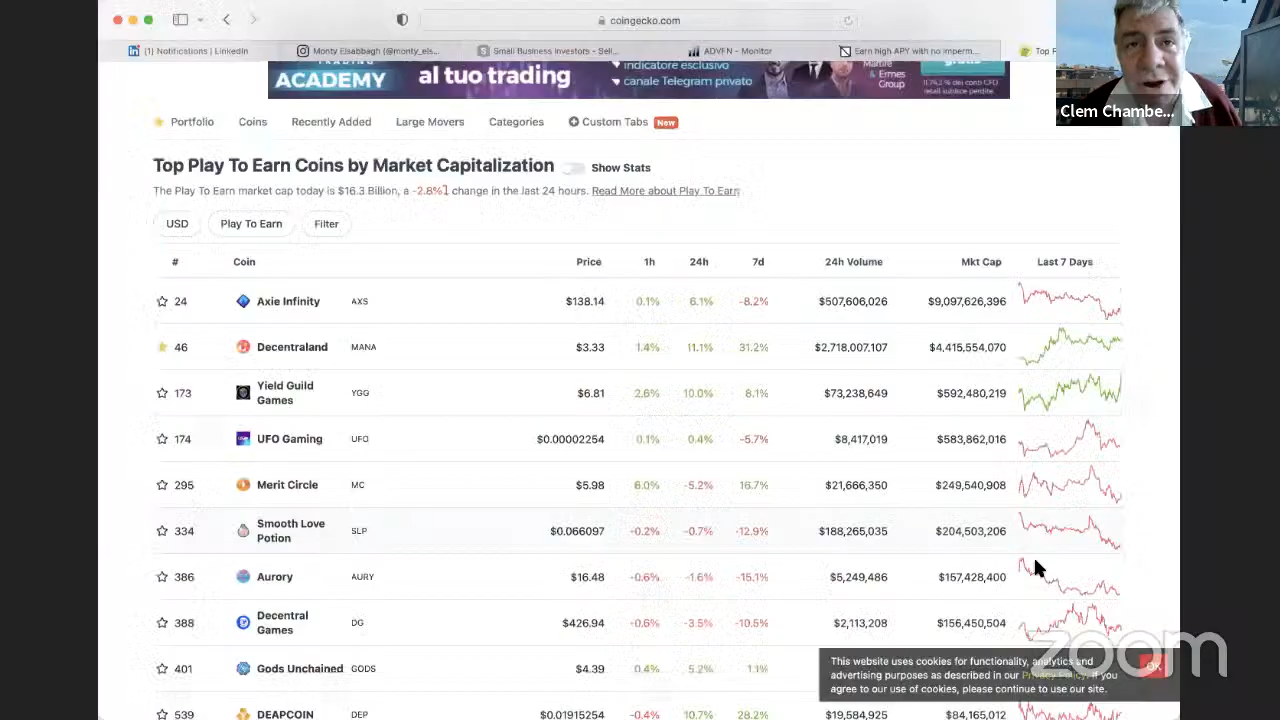 coingecko.com
(1) Notifications | LinkedIn
Monty Elsabbagh (@monty_els...
Small Business Investors - Sell...
ADVFN - Monitor
Earn high APY with no imperm...
Top F
ACADEMY
al tuo trading
indicatore esclusivo
canale Telegram privato
& Ermes
Group
Clem Chambe...
Portfolio
Coins
Recently Added
Large Movers
Categories
Custom Tabs
New
Top Play To Earn Coins by Market Capitalization
Show Stats
The Play To Earn market cap today is $16.3 Billion, a -2.8% change in the last 24 hours. Read More about Play To Earn
USD
Play To Earn
Filter
# Coin Price 1h 24h 7d 24h Volume Mkt Cap Last 7 Days
24 Axie Infinity AXS $138.14 0.1% 6.1% -8.2% $507,606,026 $9,097,626,396
46 Decentraland MANA $3.33 1.4% 11.1% 31.2% $2,718,007,107 $4,415,554,070
173 Yield Guild Games YGG $6.81 2.6% 10.0% 8.1% $73,238,649 $592,480,219
174 UFO Gaming UFO $0.00002254 0.1% 0.4% -5.7% $8,417,019 $583,862,016
295 Merit Circle MC $5.98 6.0% -5.2% 16.7% $21,666,350 $249,540,908
334 Smooth Love Potion SLP $0.066097 -0.2% -0.7% -12.9% $188,265,035 $204,503,206
386 Aurory AURY $16.48 -0.6% -1.6% -15.1% $5,249,486 $157,428,400
388 Decentral Games DG $426.94 -0.6% -3.5% -10.5% $2,113,208 $156,450,504
401 Gods Unchained GODS $4.39 0.4% 5.2% 1.1%
539 DEAPCOIN DEP $0.01915254 -0.4% 10.7% 28.2% $19,584,925 $84,165,012
This website uses cookies for functionality, analytics and
advertising purposes as described in our Privacy Policy. If you
agree to our use of cookies, please continue to use our site.
OK
zoom